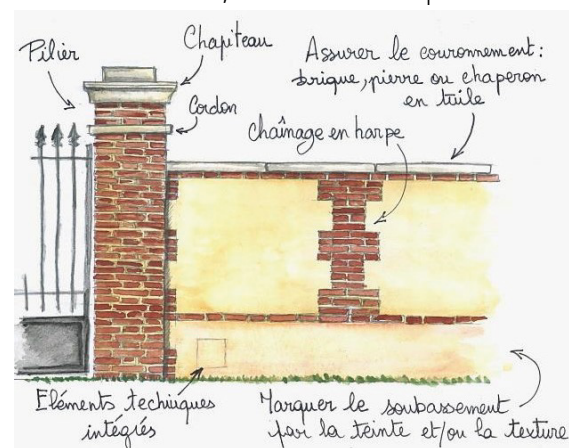 Pilier
Chapiteau
Cordon
Assurer le couronnement :
brique, pierre ou chaperon
en tuile
Chaînage en harpe
Eléments techniques
intégrés
Marquer le soubassement
par la teinte et/ou la texture